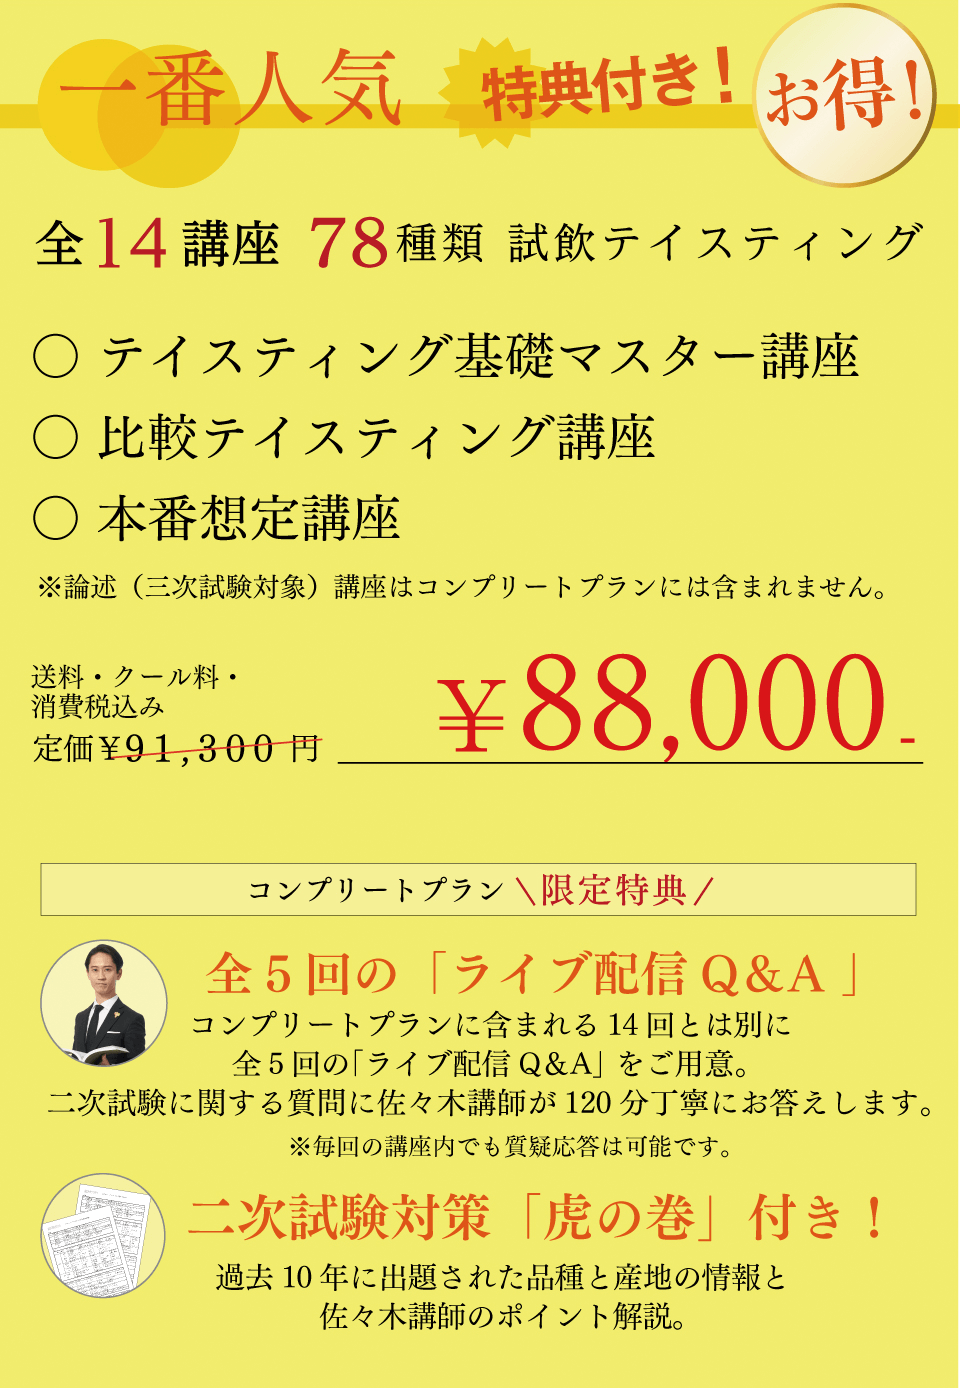 一番人気
特典付き！
お得！
全14講座 78種類 試飲テイスティング
○ テイスティング基礎マスター講座
○ 比較テイスティング講座
○ 本番想定講座
※論述（三次試験対象）講座はコンプリートプランには含まれません。
送料・クール料・
消費税込み
定価¥91,300 円
¥88,000-
コンプリートプラン \限定特典/
全5回の「ライブ配信Q&A 」
コンプリートプランに含まれる14回とは別に
全5回の「ライブ配信Q&A」をご用意。
二次試験に関する質問に佐々木講師が120分丁寧にお答えします。
※毎回の講座内でも質疑応答は可能です。
二次試験対策「虎の巻」付き！
過去10年に出題された品種と産地の情報と
佐々木講師のポイント解説。